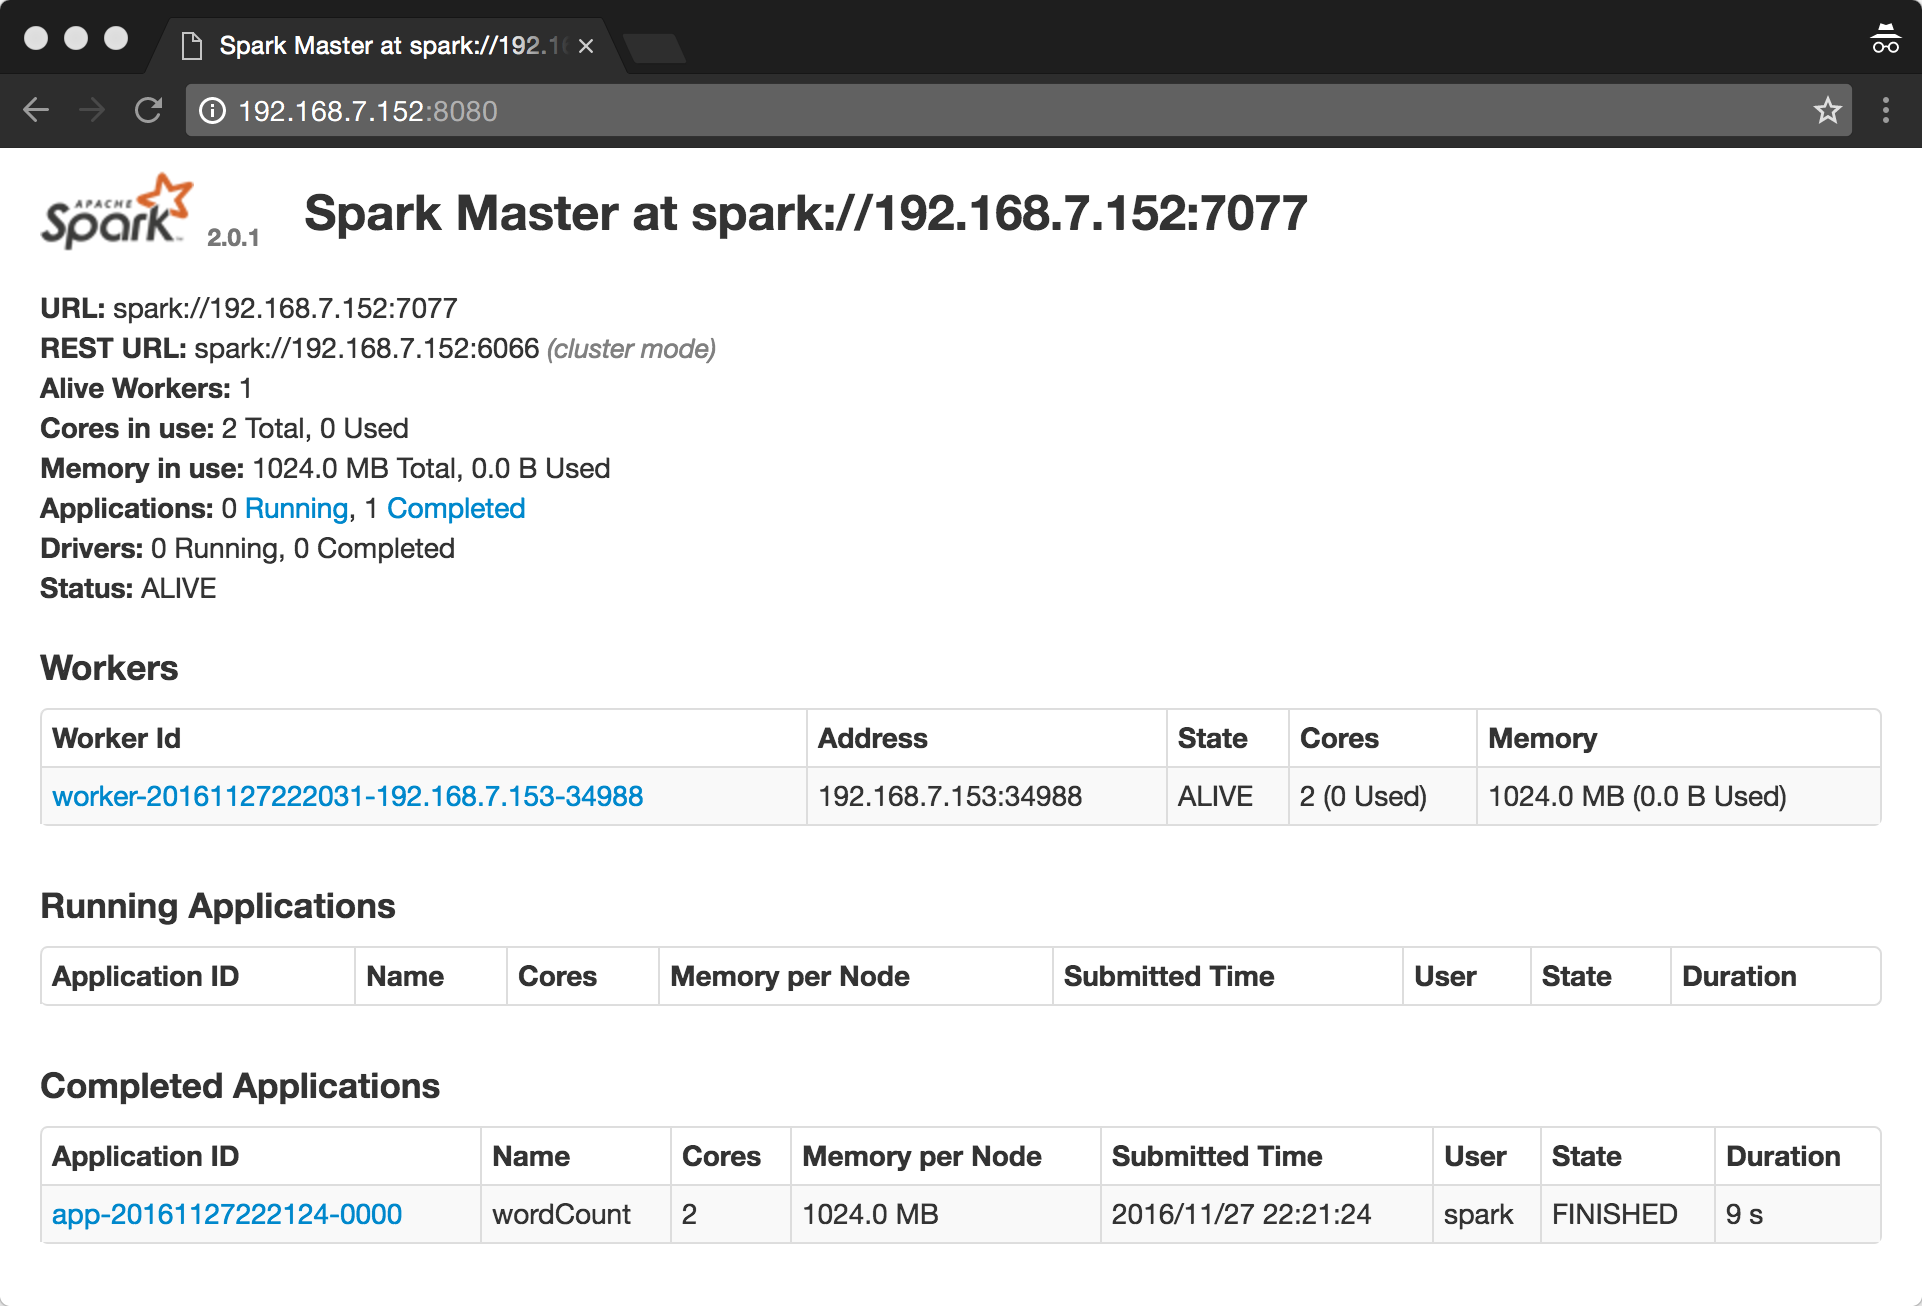 Spark Master at spark://192.16
192.168.7.152:8080
APACHE
Spark™ 2.0.1
Spark Master at spark://192.168.7.152:7077
URL: spark://192.168.7.152:7077
REST URL: spark://192.168.7.152:6066 (cluster mode)
Alive Workers: 1
Cores in use: 2 Total, 0 Used
Memory in use: 1024.0 MB Total, 0.0 B Used
Applications: 0 Running, 1 Completed
Drivers: 0 Running, 0 Completed
Status: ALIVE
Workers
Worker Id Address State Cores Memory
worker-20161127222031-192.168.7.153-34988 192.168.7.153:34988 ALIVE 2 (0 Used) 1024.0 MB (0.0 B Used)
Running Applications
Application ID Name Cores Memory per Node Submitted Time User State Duration
Completed Applications
Application ID Name Cores Memory per Node Submitted Time User State Duration
app-20161127222124-0000 wordCount 2 1024.0 MB 2016/11/27 22:21:24 spark FINISHED 9 s